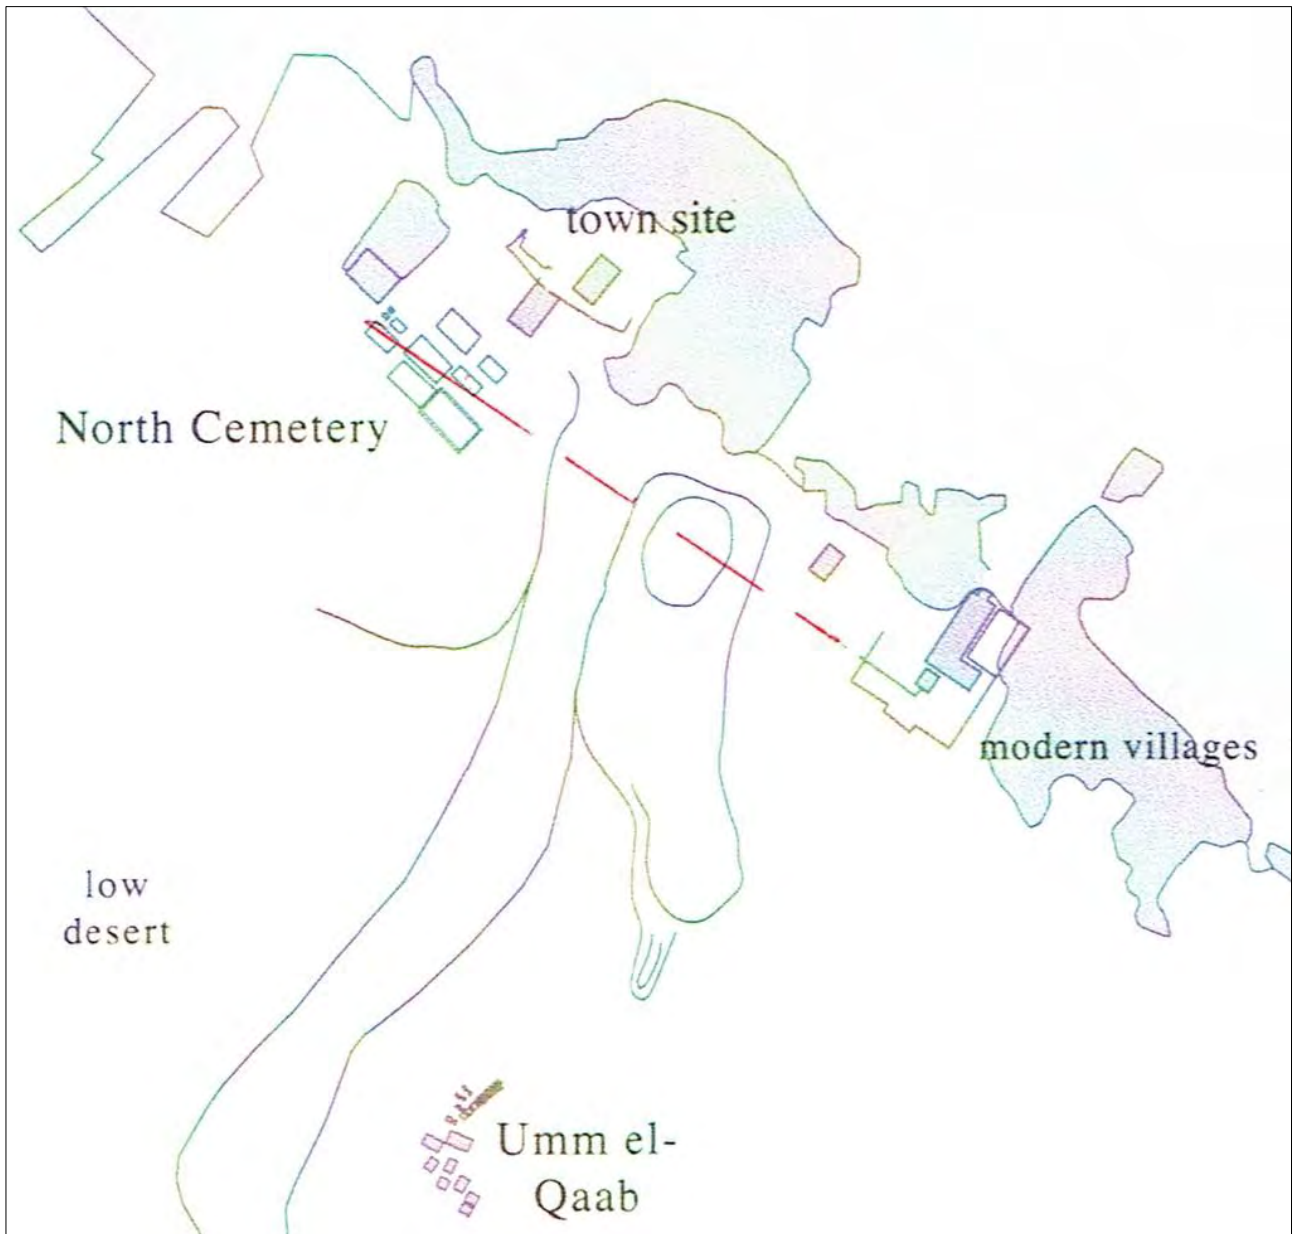 town site
North Cemetery
modern villages
low
desert
Umm el-
Qaab